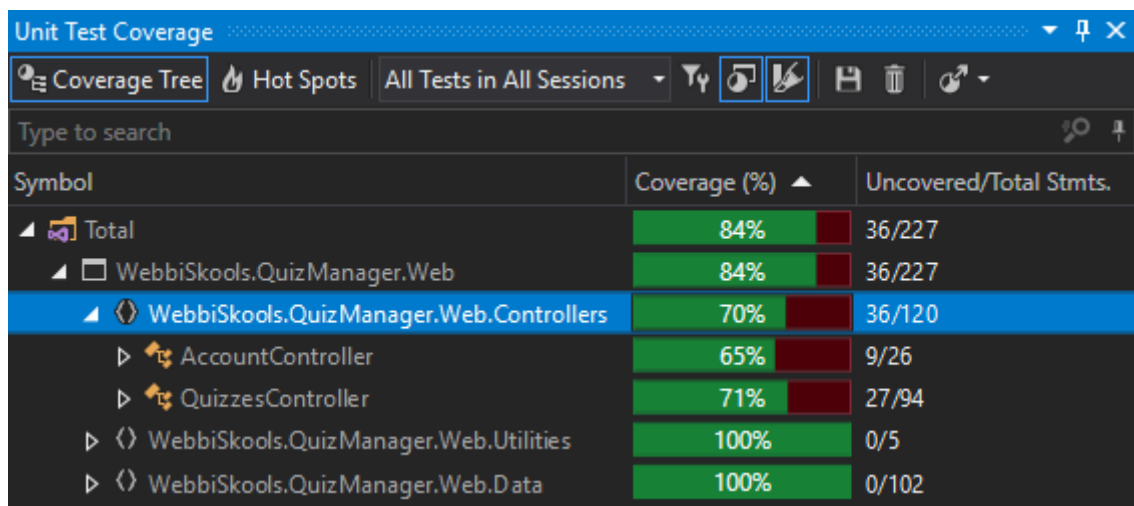 Unit Test Coverage
Coverage Tree Hot Spots All Tests in All Sessions
Type to search
Symbol Coverage (%) Uncovered/Total Stmts.
Total 84% 36/227
WebbiSkools.QuizManager.Web 84% 36/227
WebbiSkools.QuizManager.Web.Controllers 70% 36/120
AccountController 65% 9/26
QuizzesController 71% 27/94
WebbiSkools.QuizManager.Web.Utilities 100% 0/5
WebbiSkools.QuizManager.Web.Data 100% 0/102